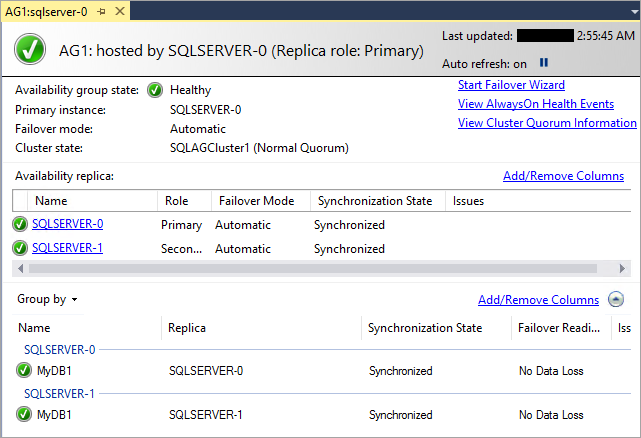 AG1:sqlserver-0
AG1: hosted by SQLSERVER-0 (Replica role: Primary)
Last updated: 2:55:45 AM
Auto refresh: on
Availability group state: Healthy
Primary instance: SQLSERVER-0
Failover mode: Automatic
Cluster state: SQLAGCluster1 (Normal Quorum)
Start Failover Wizard
View AlwaysOn Health Events
View Cluster Quorum Information
Availability replica: Add/Remove Columns
Name Role Failover Mode Synchronization State Issues
SQLSERVER-0 Primary Automatic Synchronized
SQLSERVER-1 Secon... Automatic Synchronized
Group by Add/Remove Columns
Name Replica Synchronization State Failover Readi... Iss
SQLSERVER-0
MyDB1 SQLSERVER-0 Synchronized No Data Loss
SQLSERVER-1
MyDB1 SQLSERVER-1 Synchronized No Data Loss